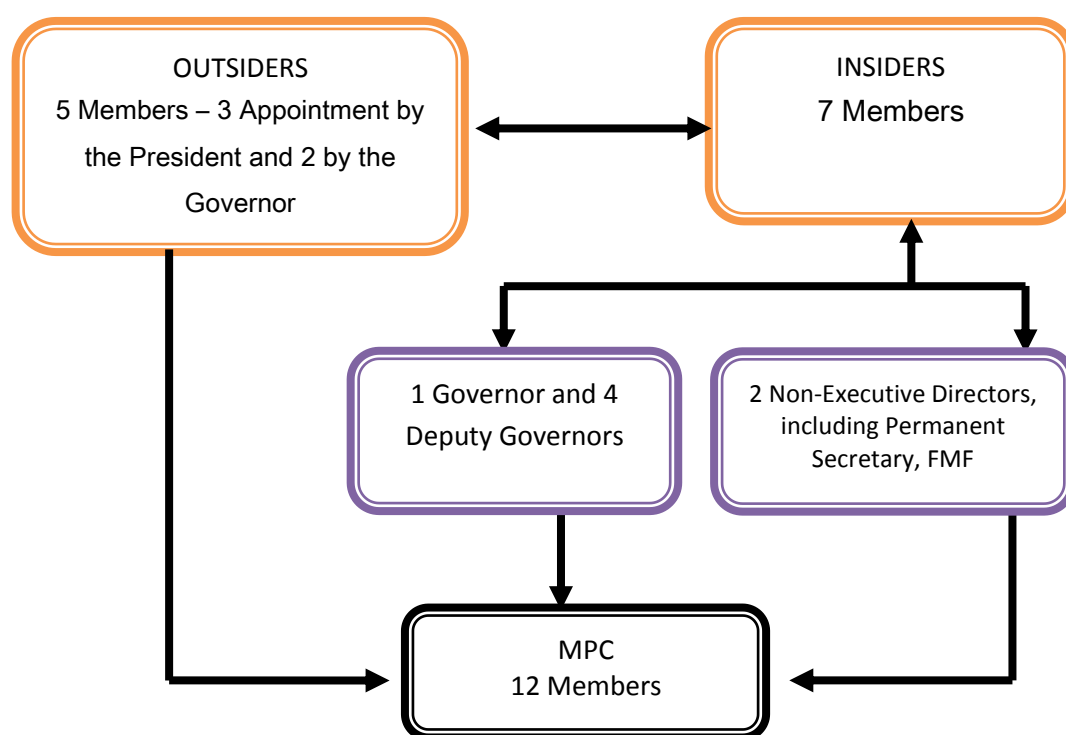 OUTSIDERS
5 Members – 3 Appointment by
the President and 2 by the
Governor
INSIDERS
7 Members
1 Governor and 4
Deputy Governors
2 Non-Executive Directors,
including Permanent
Secretary, FMF
MPC
12 Members